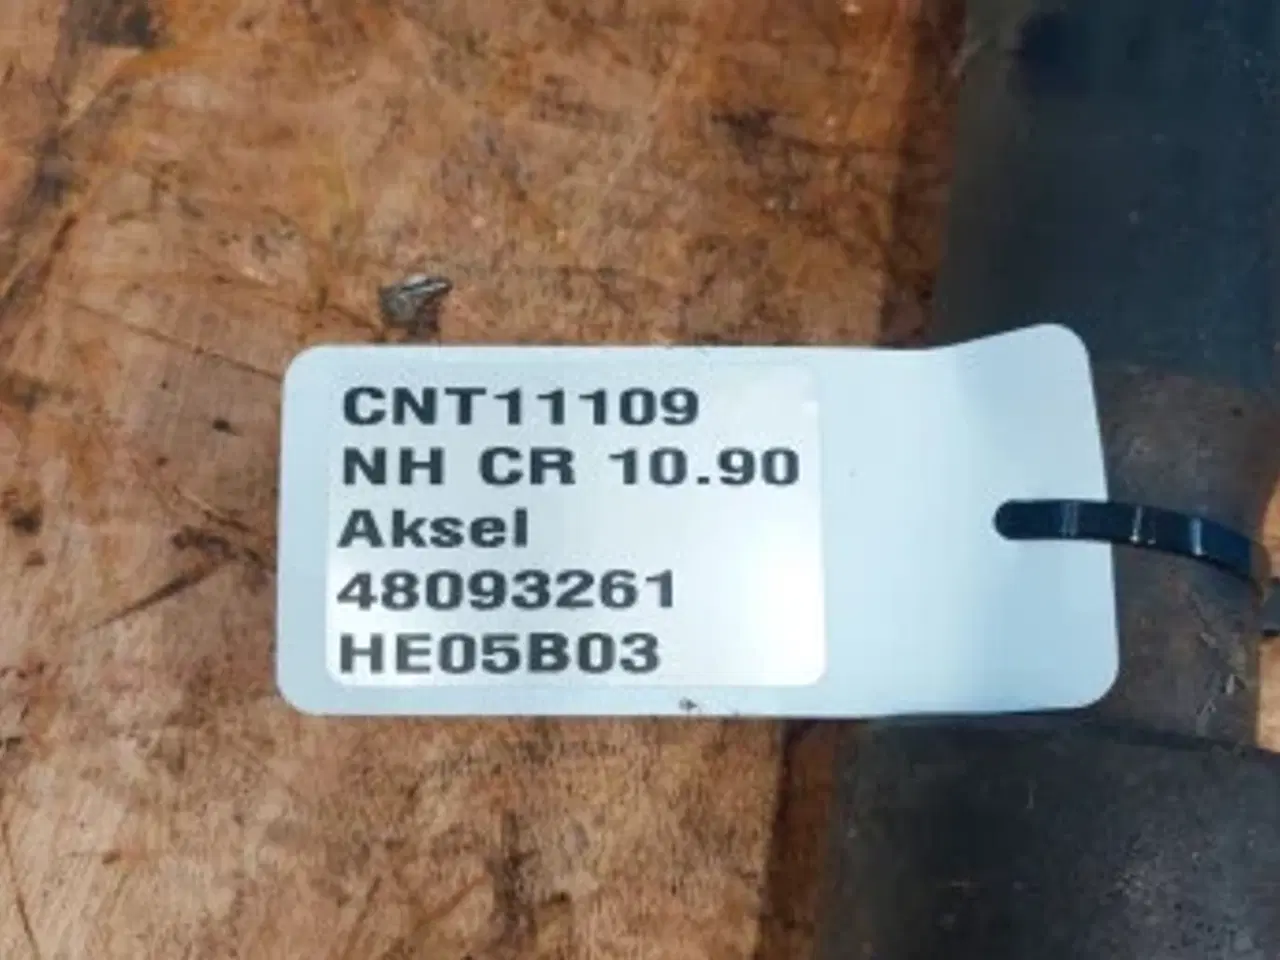 CNT11109
NH CR 10.90
Aksel
48093261
HE05B03